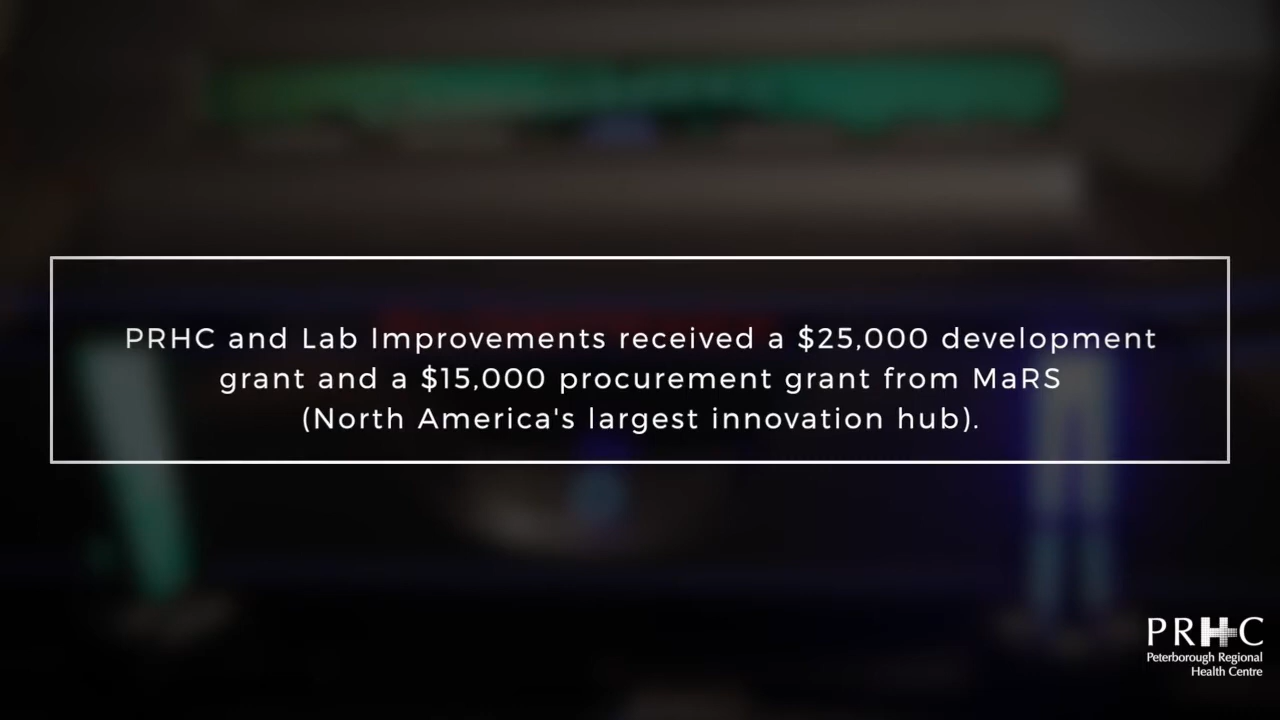 PRHC and Lab Improvements received a $25,000 development
grant and a $15,000 procurement grant from MaRS
(North America's largest innovation hub).
PRHC
Peterborough Regional
Health Centre